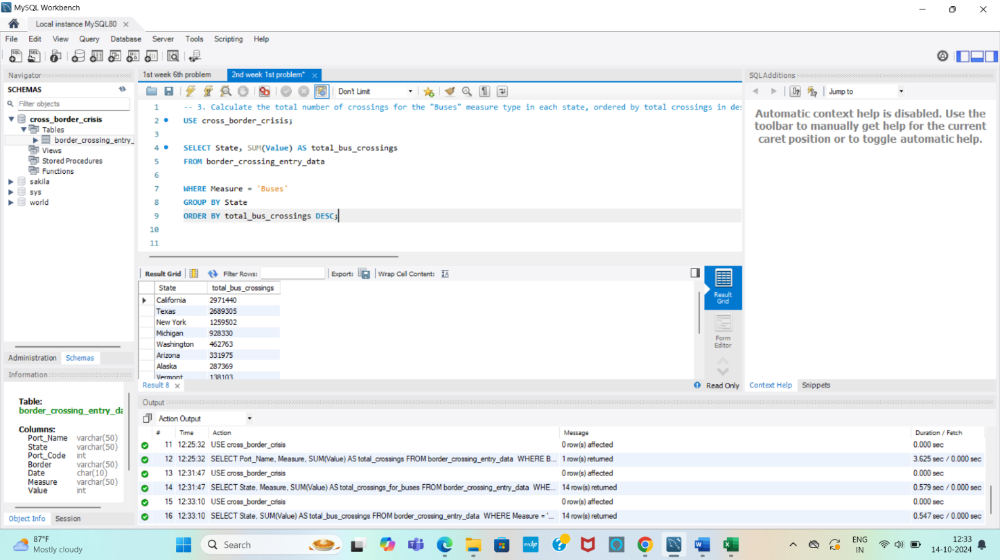 MySQL Workbench
Local instance MySQL80
File Edit View Query Database Server Tools Scripting Help
Navigator
SCHEMAS
Filter objects
cross_border_crisis
Tables
border_crossing_entry_
Views
Stored Procedures
Functions
sakila
sys
world
Administration Schemas
Information
Table:
border_crossing_entry_da
Columns:
Port_Name varchar(50)
State varchar(50)
Port_Code int
Border varchar(50)
Date char(10)
Measure varchar(50)
Value int
Object Info Session
1st week 6th problem 2nd week 1st problem*
Don't Limit
1 -- 3. Calculate the total number of crossings for the "Buses" measure type in each state, ordered by total crossings in des
2 USE cross_border_crisis;
3
4 SELECT State, SUM(Value) AS total_bus_crossings
5 FROM border_crossing_entry_data
6
7 WHERE Measure = 'Buses'
8 GROUP BY State
9 ORDER BY total_bus_crossings DESC;
10
11
Result Grid Filter Rows: Export: Wrap Cell Content:
State total_bus_crossings
California 2971440
Texas 2689305
New York 1259502
Michigan 928330
Washington 462763
Arizona 331975
Alaska 287369
Vermont 138103
Result Grid
Form Editor
Result 8
Read Only
SQLAdditions
Jump to
Automatic context help is disabled. Use the
toolbar to manually get help for the current
caret position or to toggle automatic help.
Context Help Snippets
Output
Action Output
# Time Action Message Duration / Fetch
11 12:25:32 USE cross_border_crisis 0 row(s) affected 0.000 sec
12 12:25:32 SELECT Port_Name, Measure, SUM(Value) AS total_crossings FROM border_crossing_entry_data WHERE B... 1 row(s) returned 3.625 sec / 0.000 sec
13 12:31:47 USE cross_border_crisis 0 row(s) affected 0.000 sec
14 12:31:47 SELECT State, Measure, SUM(Value) AS total_crossings_for_buses FROM border_crossing_entry_data WHE... 14 row(s) returned 0.579 sec / 0.000 sec
15 12:33:10 USE cross_border_crisis 0 row(s) affected 0.000 sec
16 12:33:10 SELECT State, SUM(Value) AS total_bus_crossings FROM border_crossing_entry_data WHERE Measure = '... 14 row(s) returned 0.547 sec / 0.000 sec
87°F
Mostly cloudy
Search
ENG
IN
12:33
14-10-2024